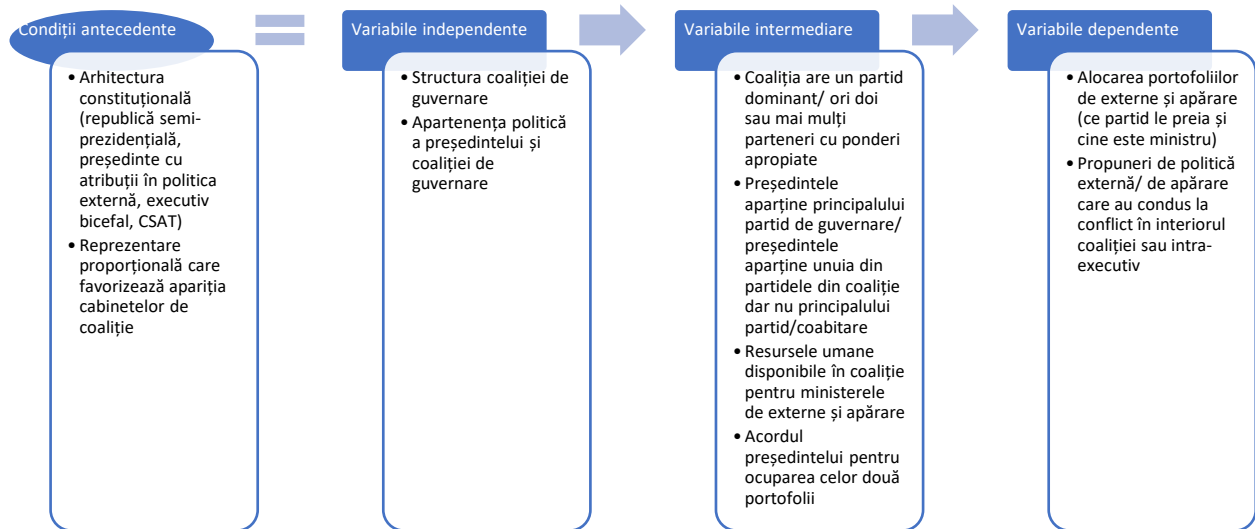 Condiții antecedente
• Arhitectura
constituțională
(republică semi-
prezidențială,
președinte cu
atribuții în politica
externă, executiv
bicefal, CSAT)
• Reprezentare
proporțională care
favorizează apariția
cabinetelor de
coaliție
Variabile independente
• Structura coaliției de
guvernare
• Apartenența politică
a președintelui și
coaliției de
guvernare
Variabile intermediare
• Coaliția are un partid
dominant/ ori doi
sau mai mulți
parteneri cu ponderi
apropiate
• Președintele
aparține principalului
partid de guvernare/
președintele
aparține unuia din
partidele din coaliție
dar nu principalului
partid/coabitare
• Resursele umane
disponibile în coaliție
pentru ministerele
de externe și apărare
• Acordul
președintelui pentru
ocuparea celor două
portofolii
Variabile dependente
• Alocarea portofoliilor
de externe și apărare
(ce partid le preia și
cine este ministru)
• Propuneri de politică
externă/ de apărare
care au condus la
conflict în interiorul
coaliției sau intra-
executiv